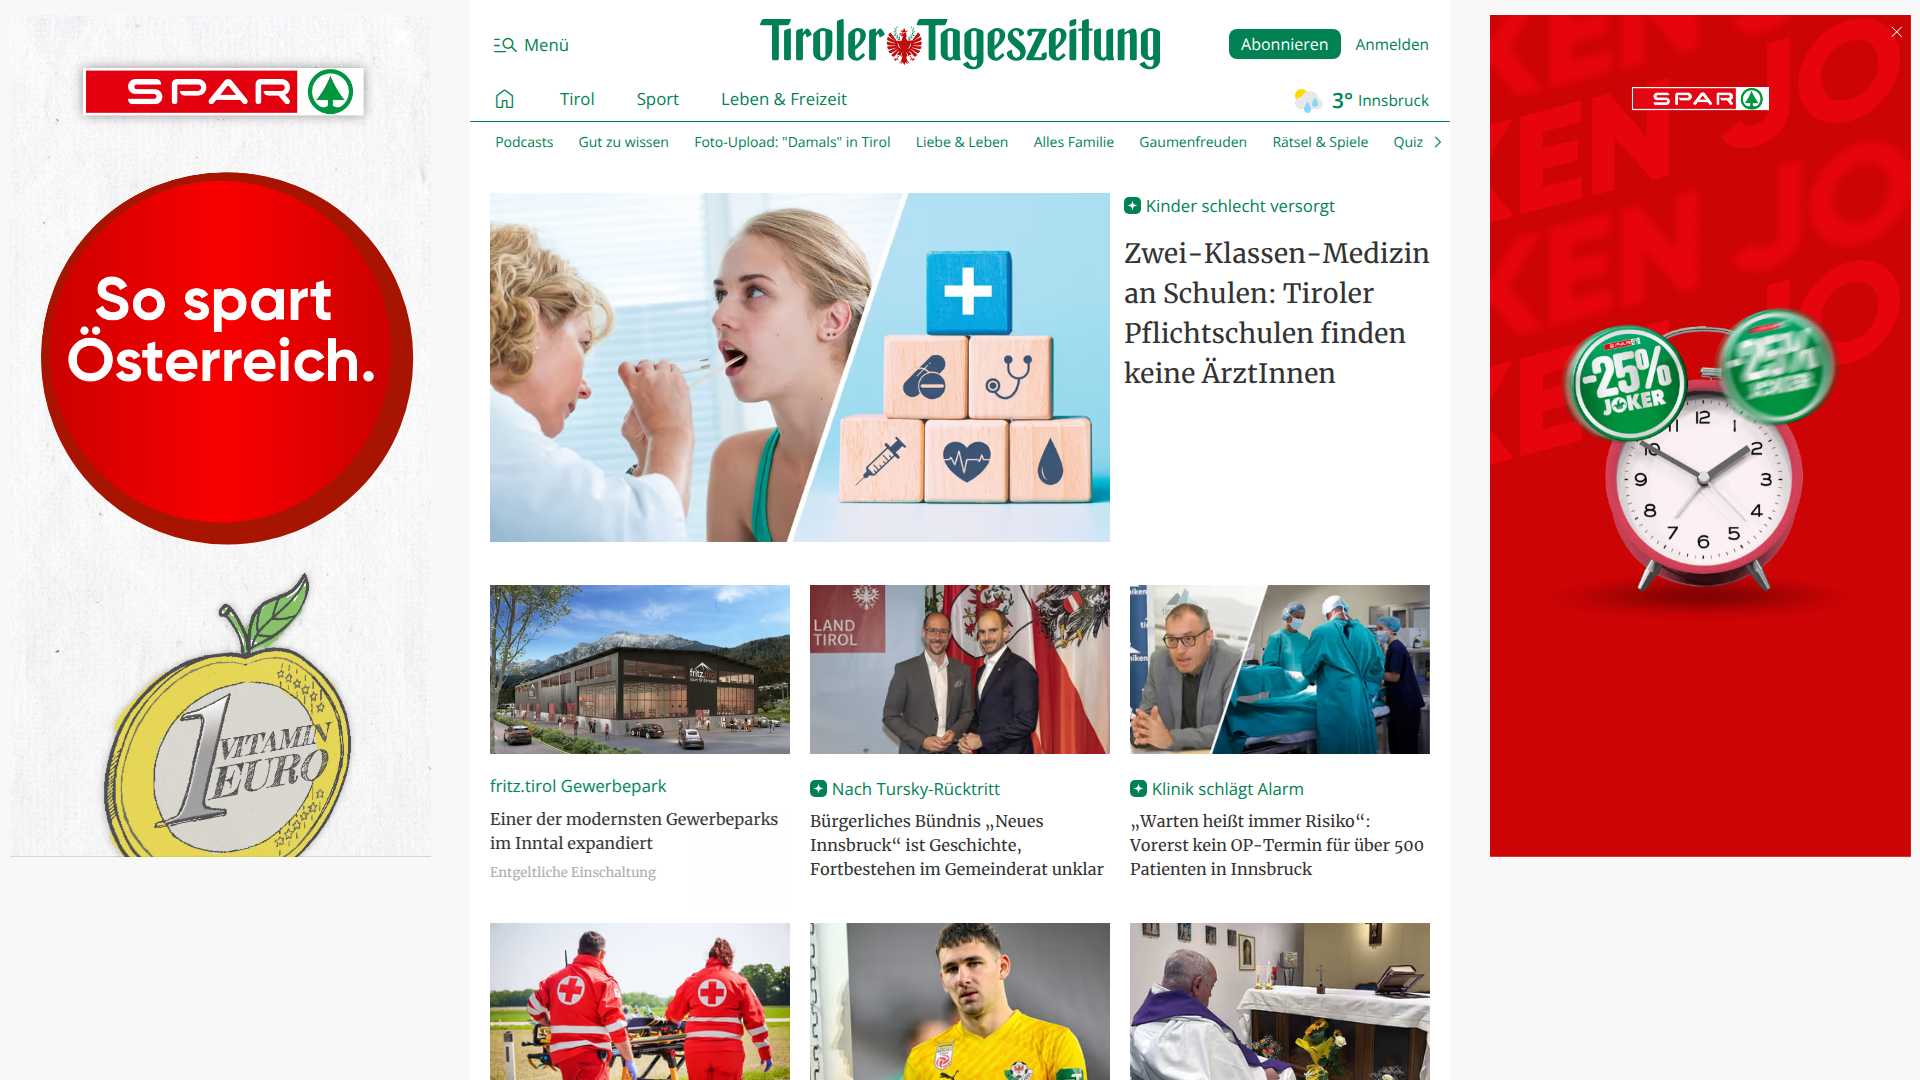 SPAR
So spart
Österreich.
1 VITAMIN
EURO
Menü
Tiroler Tageszeitung
Abonnieren
Anmelden
Tirol
Sport
Leben & Freizeit
3° Innsbruck
Podcasts
Gut zu wissen
Foto-Upload: "Damals" in Tirol
Liebe & Leben
Alles Familie
Gaumenfreuden
Rätsel & Spiele
Quiz
Kinder schlecht versorgt
Zwei-Klassen-Medizin
an Schulen: Tiroler
Pflichtschulen finden
keine ÄrztInnen
fritz.tirol Gewerbepark
Einer der modernsten Gewerbeparks
im Inntal expandiert
Entgeltliche Einschaltung
LAND
TIROL
Nach Tursky-Rücktritt
Bürgerliches Bündnis „Neues
Innsbruck“ ist Geschichte,
Fortbestehen im Gemeinderat unklar
Klinik schlägt Alarm
„Warten heißt immer Risiko“:
Vorerst kein OP-Termin für über 500
Patienten in Innsbruck
SPAR
-25%
JOKER
-25%
JOKER
12
1
2
3
4
5
6
7
8
9
10
11